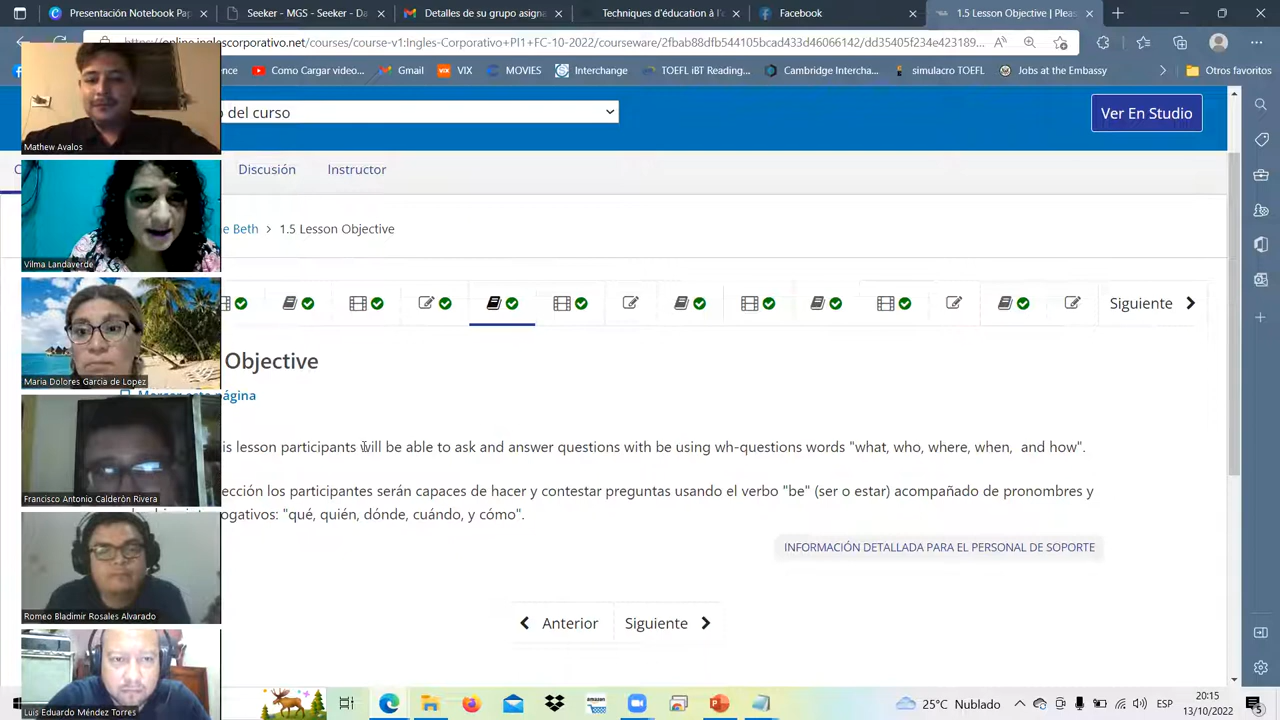 Seeker - MGS - Seeker - Da
Detalles de su grupo asigna
Techniques d'éducation à l'e
Facebook
1.5 Lesson Objective | PI1
https://online.inglescorporativo.net/courses/course-v1:Ingles-Corporativo+PI1+FC-10-2022/courseware/2fbab88dfb544105bcad433d46066142/dd35405f234e423189...
ence
Como Cargar video...
Gmail
VIX
MOVIES
Interchange
TOEFL iBT Reading...
Cambridge Intercha...
simulacro TOEFL
Jobs at the Embassy
Otros favoritos
o del curso
Ver En Studio
Discusión
Instructor
e Beth > 1.5 Lesson Objective
Siguiente
Objective
página
is lesson participants will be able to ask and answer questions with be using wh-questions words "what, who, where, when, and how".
ección los participantes serán capaces de hacer y contestar preguntas usando el verbo "be" (ser o estar) acompañado de pronombres y
ogativos: "qué, quién, dónde, cuándo, y cómo".
INFORMACIÓN DETALLADA PARA EL PERSONAL DE SOPORTE
Anterior
Siguiente
Mathew Avalos
Vilma Landaverde
Maria Dolores Garcia de Lopez
Francisco Antonio Calderón Rivera
Romeo Bladimir Rosales Alvarado
Luis Eduardo Méndez Torres
25°C Nublado
ESP
20:15
13/10/2022
5